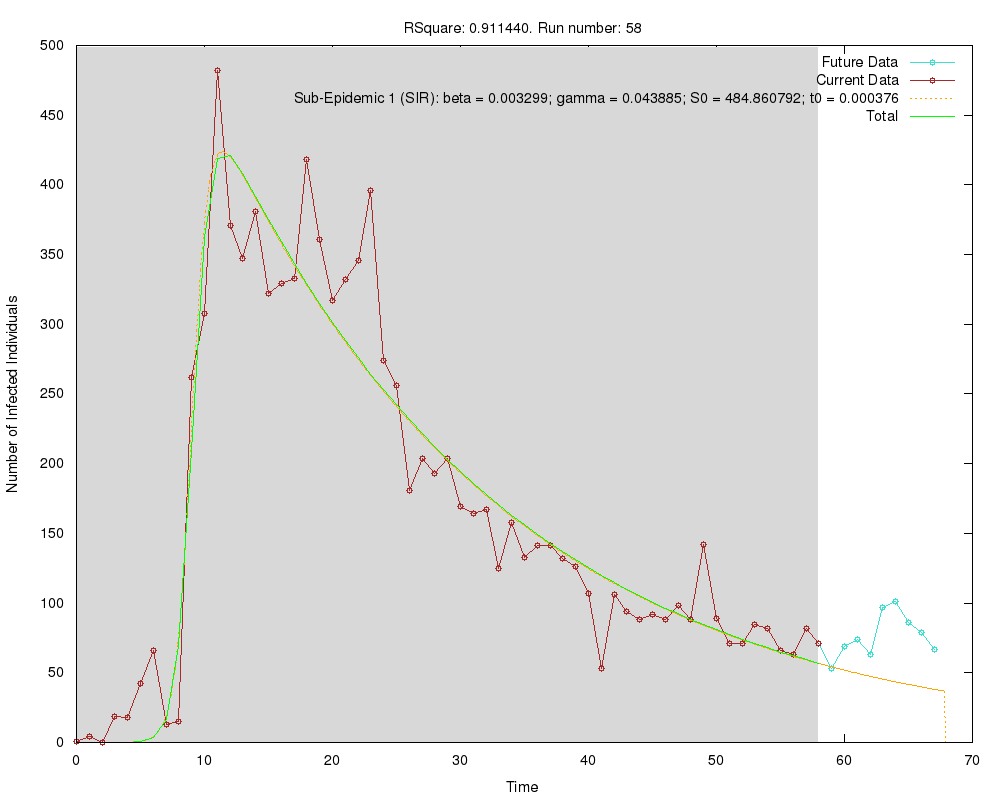 RSquare: 0.911440. Run number: 58
500
450
400
350
300
250
200
150
100
50
0
Number of Infected Individuals
Future Data
Current Data
Sub-Epidemic 1 (SIR): beta = 0.003299; gamma = 0.043885; S0 = 484.860792; t0 = 0.000376
Total
0 10 20 30 40 50 60 70
Time